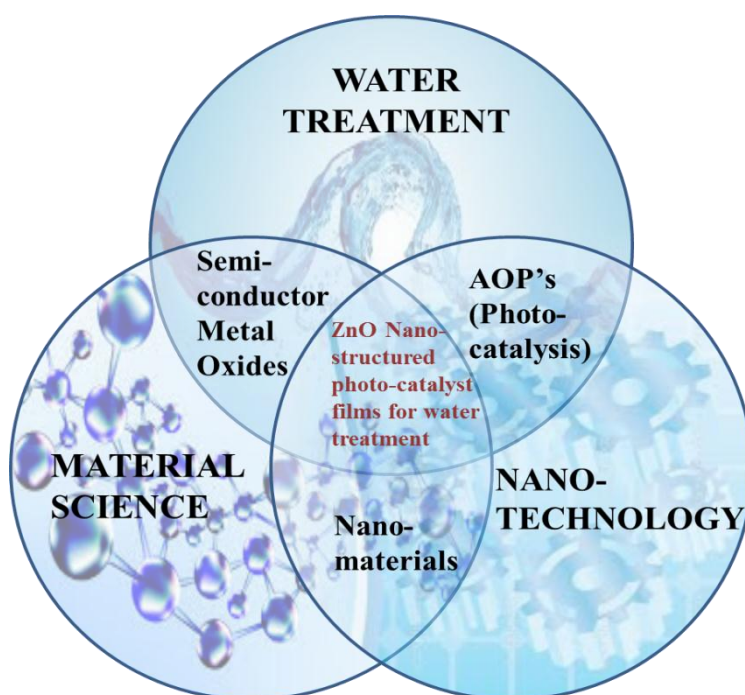 WATER
TREATMENT
Semi-
conductor
Metal
Oxides
AOP's
(Photo-
catalysis)
ZnO Nano-
structured
photo-catalyst
films for water
treatment
MATERIAL
SCIENCE
NANO-
TECHNOLOGY
Nano-
materials